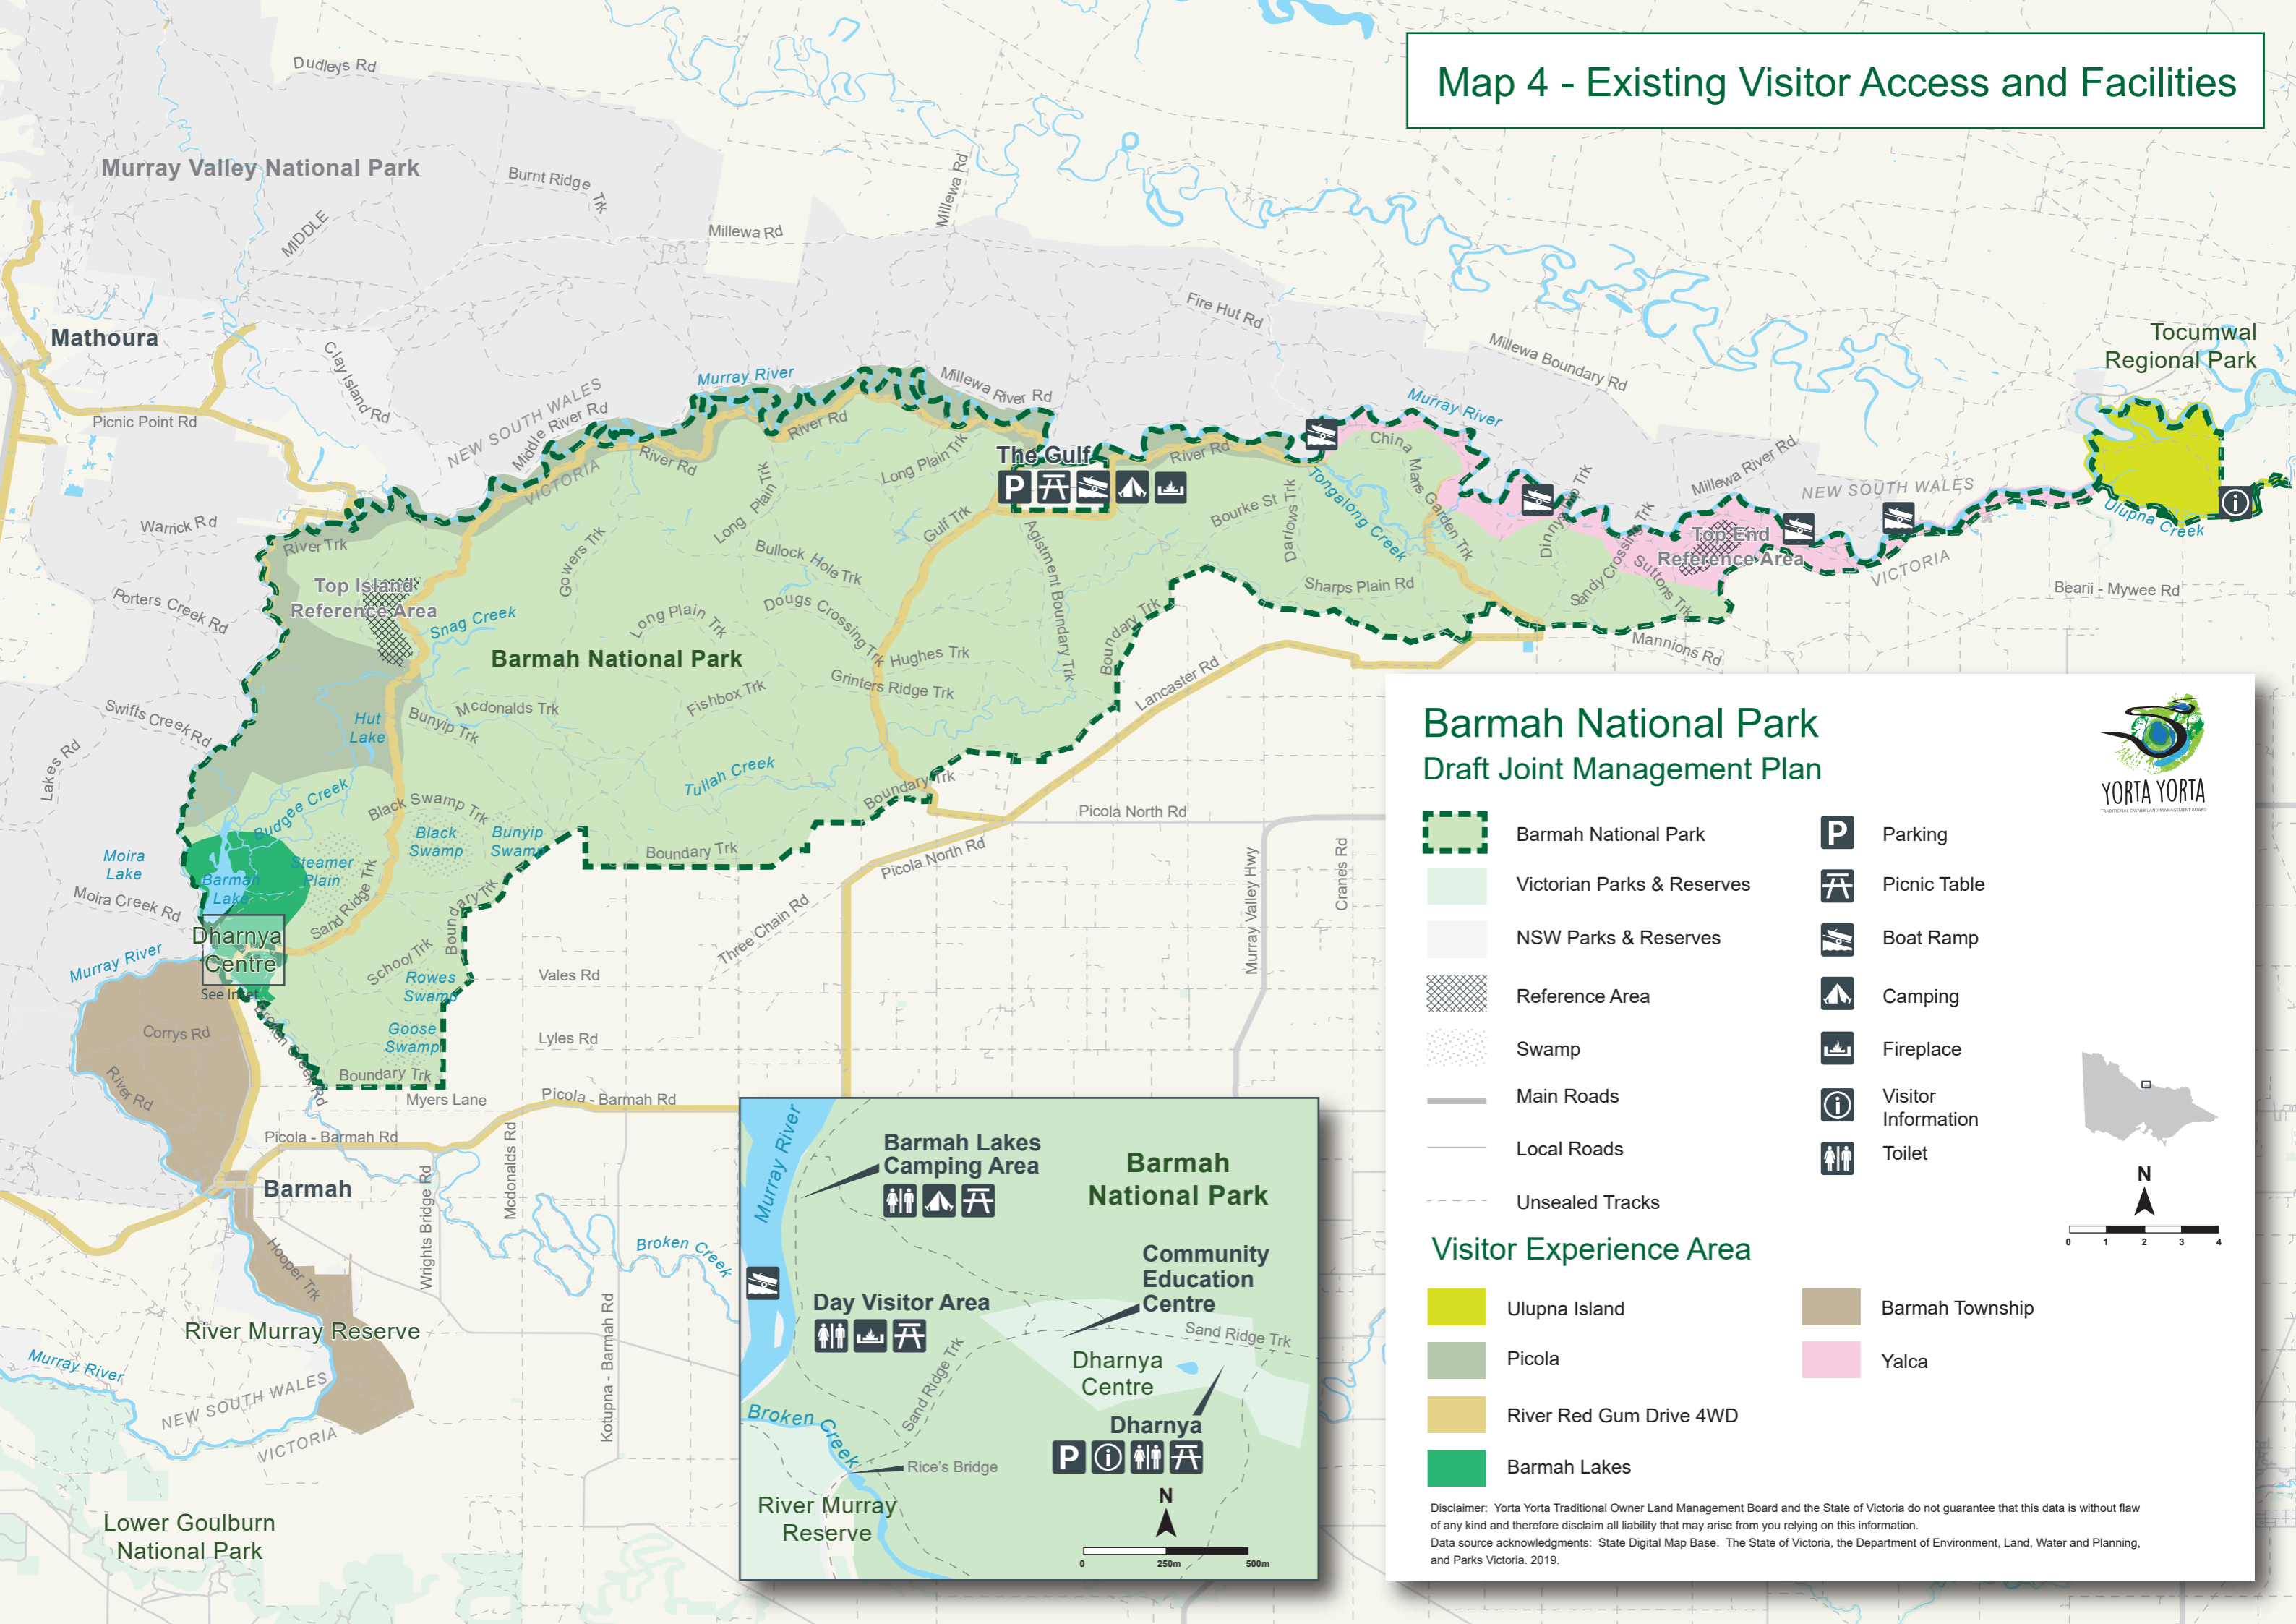 Map 4 - Existing Visitor Access and Facilities
Dudleys Rd
Murray Valley National Park
Burnt Ridge Trk
MIDDLE
Millewa Rd
Millewa Rd
Fire Hut Rd
Millewa Boundary Rd
Tocumwal
Regional Park
Mathoura
Clay Island Rd
Picnic Point Rd
NEW SOUTH WALES
Middle River Rd
Murray River
Millewa River Rd
River Rd
VICTORIA
River Rd
Long Plain Trk
The Gulf
P
River Rd
Murray River
China Mans Garden Trk
Tongalong Creek
Dinnys Trk
Millewa River Rd
NEW SOUTH WALES
Ulupna Creek
VICTORIA
Bearii - Mywee Rd
Top End
Reference Area
Sandy Crossing Trk
Suttons Trk
Mannions Rd
Bourke St Trk
Darlows Trk
Sharps Plain Rd
Warrick Rd
River Trk
Top Island
Reference Area
Porters Creek Rd
Snag Creek
Gowers Trk
Long Plain Trk
Bullock Hole Trk
Gulf Trk
Agistment Boundary Trk
Dougs Crossing Trk
Long Plain Trk
Barmah National Park
Hughes Trk
Grinters Ridge Trk
Boundary Trk
Lancaster Rd
Fishbox Trk
Mcdonalds Trk
Bunyip Trk
Hut
Lake
Swifts Creek Rd
Lakes Rd
Tullah Creek
Boundary Trk
Budgee Creek
Black Swamp Trk
Black
Swamp
Bunyip
Swamp
Boundary Trk
Picola North Rd
Picola North Rd
Moira
Lake
Steamer
Plain
Barmah
Lake
Moira Creek Rd
Sand Ridge Trk
Boundary Trk
Three Chain Rd
Murray Valley Hwy
Cranes Rd
Dharnya
Centre
See Inset
Murray River
School Trk
Rowes
Swamp
Vales Rd
Corrys Rd
Broken Creek Rd
Goose
Swamp
Lyles Rd
River Rd
Boundary Trk
Myers Lane
Picola - Barmah Rd
Picola - Barmah Rd
Barmah
Wrights Bridge Rd
Mcdonalds Rd
Broken Creek
Hooper Trk
Kotupna - Barmah Rd
River Murray Reserve
Murray River
NEW SOUTH WALES
VICTORIA
Lower Goulburn
National Park
Murray River
Barmah Lakes
Camping Area
Barmah
National Park
Community
Education
Centre
Day Visitor Area
Sand Ridge Trk
Sand Ridge Trk
Dharnya
Centre
Dharnya
P
Broken Creek
Rice's Bridge
River Murray
Reserve
N
0 250m 500m
Barmah National Park
Draft Joint Management Plan
YORTA YORTA
TRADITIONAL OWNER LAND MANAGEMENT BOARD
Barmah National Park
Victorian Parks & Reserves
NSW Parks & Reserves
Reference Area
Swamp
Main Roads
Local Roads
Unsealed Tracks
P
Parking
Picnic Table
Boat Ramp
Camping
Fireplace
Visitor
Information
Toilet
N
0 1 2 3 4
Visitor Experience Area
Ulupna Island
Picola
River Red Gum Drive 4WD
Barmah Lakes
Barmah Township
Yalca
Disclaimer: Yorta Yorta Traditional Owner Land Management Board and the State of Victoria do not guarantee that this data is without flaw
of any kind and therefore disclaim all liability that may arise from you relying on this information.
Data source acknowledgments: State Digital Map Base. The State of Victoria, the Department of Environment, Land, Water and Planning,
and Parks Victoria. 2019.